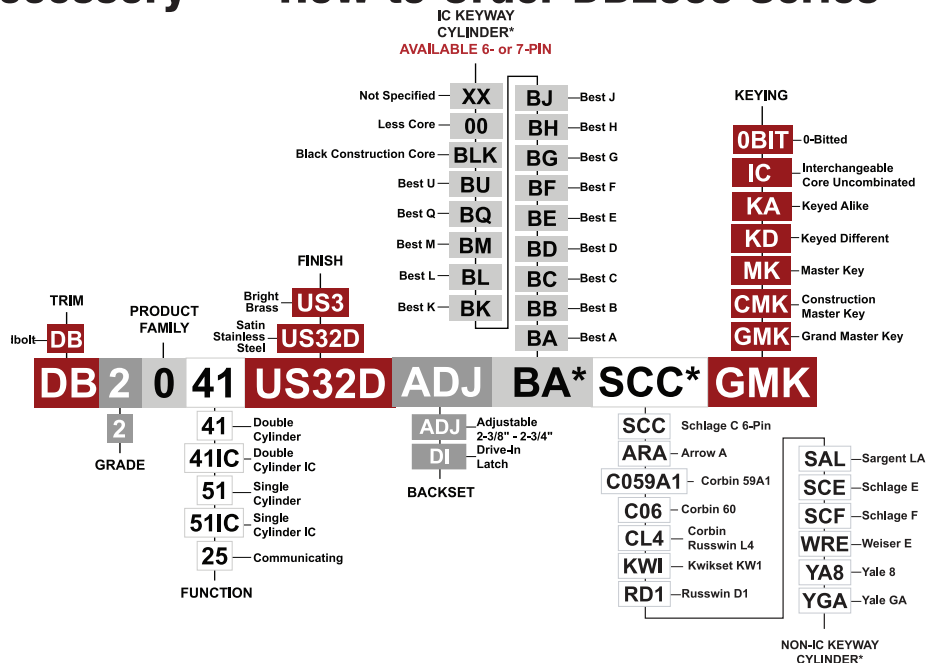 How to Order DB2000 Series
IC KEYWAY
CYLINDER*
AVAILABLE 6- or 7-PIN
Not Specified XX
Less Core 00
Black Construction Core BLK
Best U BU
Best Q BQ
Best M BM
Best L BL
Best K BK
BJ Best J
BH Best H
BG Best G
BF Best F
BE Best E
BD Best D
BC Best C
BB Best B
BA Best A
KEYING
0BIT 0-Bitted
IC Interchangeable
Core Uncombinated
KA Keyed Alike
KD Keyed Different
MK Master Key
CMK Construction
Master Key
GMK Grand Master Key
FINISH
Bright
Brass US3
Satin
Stainless
Steel US32D
TRIM
DB
PRODUCT
FAMILY
DB 2 0 41 US32D ADJ BA* SCC* GMK
2
GRADE
41 Double
Cylinder
41IC Double
Cylinder IC
51 Single
Cylinder
51IC Single
Cylinder IC
25 Communicating
FUNCTION
ADJ Adjustable
2-3/8" - 2-3/4"
DI Drive-In
Latch
BACKSET
SCC Schlage C 6-Pin
ARA Arrow A
C059A1 Corbin 59A1
C06 Corbin 60
CL4 Corbin
Russwin L4
KWI Kwikset KW1
RD1 Russwin D1
SAL Sargent LA
SCE Schlage E
SCF Schlage F
WRE Weiser E
YA8 Yale 8
YGA Yale GA
NON-IC KEYWAY
CYLINDER*